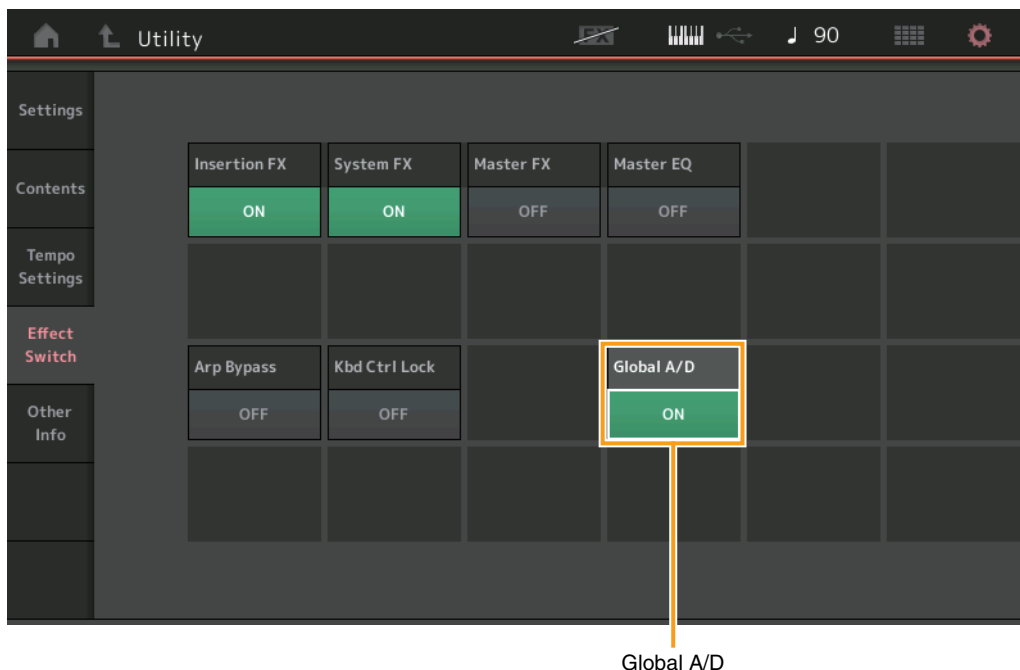 Utility
FX
90
Settings
Contents
Tempo
Settings
Effect
Switch
Other
Info
Insertion FX
System FX
Master FX
Master EQ
ON
ON
OFF
OFF
Arp Bypass
Kbd Ctrl Lock
Global A/D
OFF
OFF
ON
Global A/D